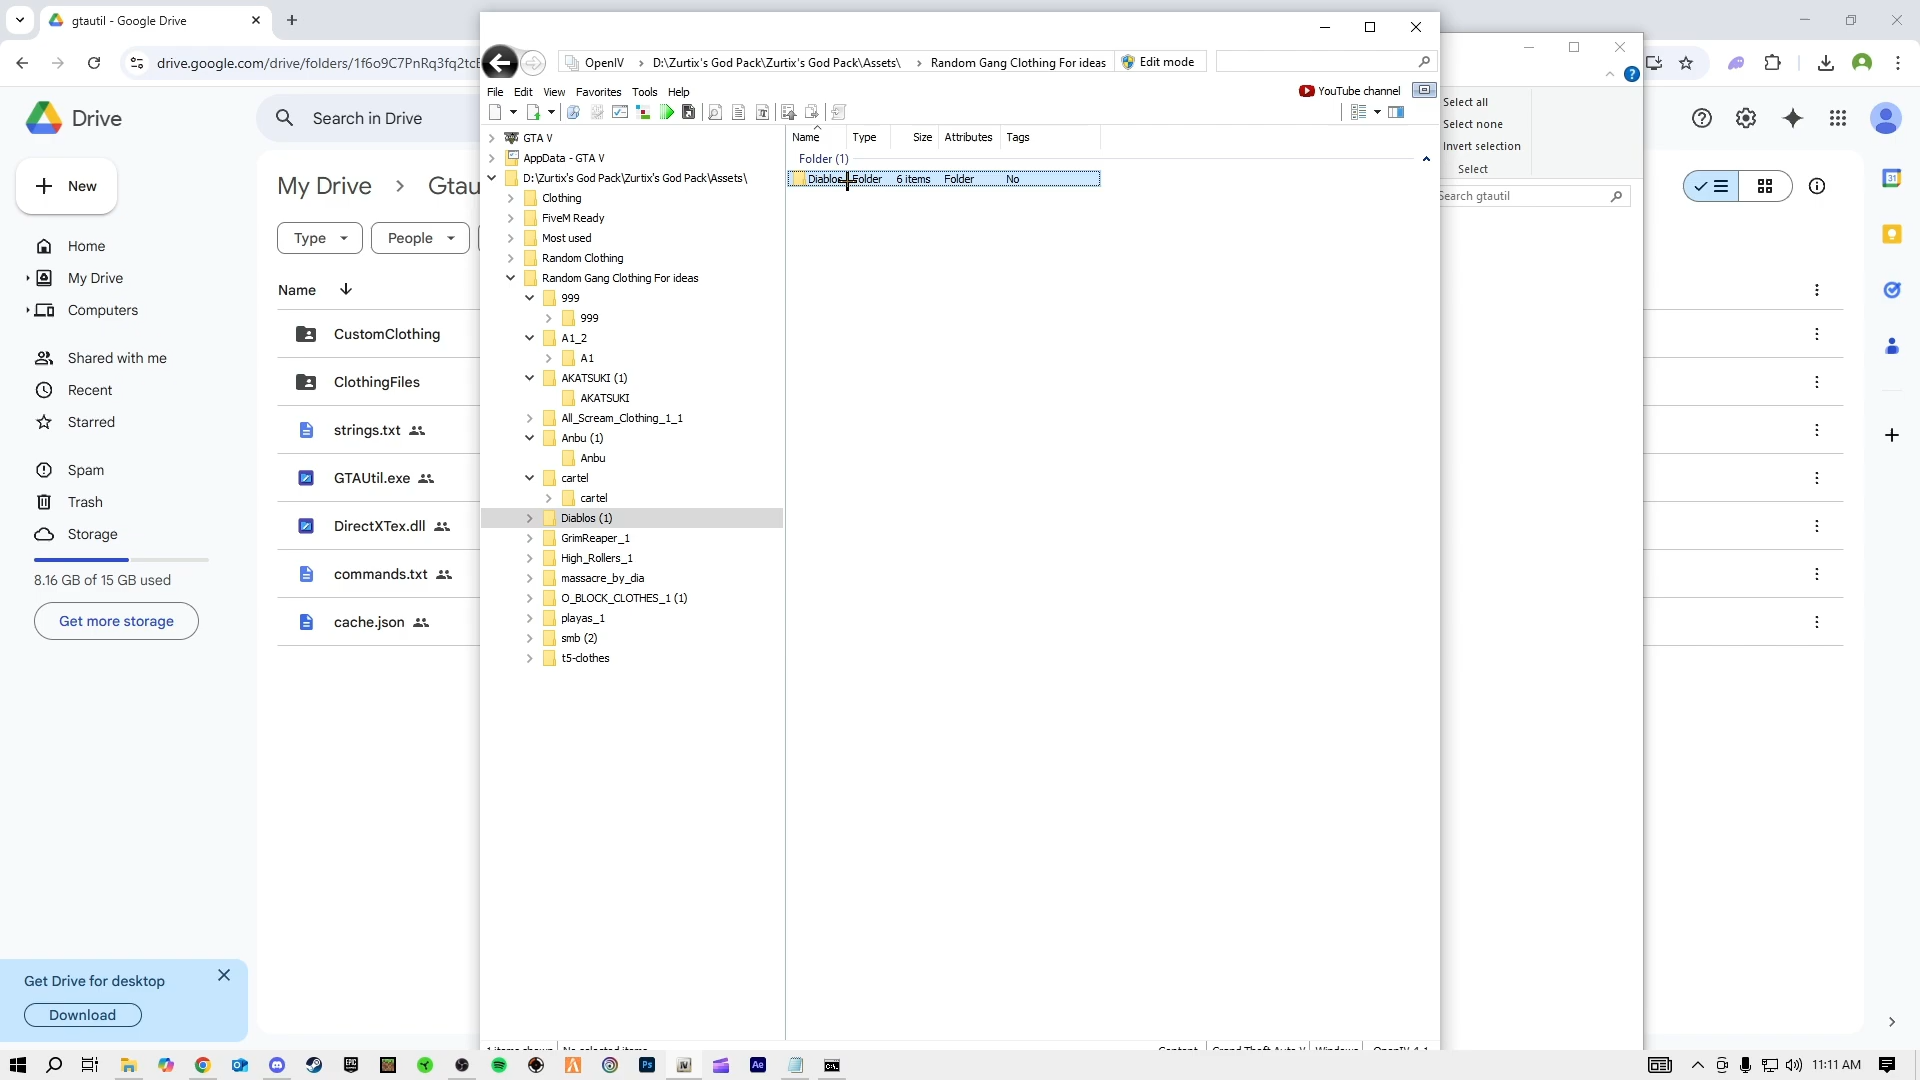 gtautil - Google Drive
drive.google.com/drive/folders/1f6o9C7PnRq3fq2tcE
Drive
Search in Drive
New
Home
My Drive
Computers
Shared with me
Recent
Starred
Spam
Trash
Storage
8.16 GB of 15 GB used
Get more storage
Get Drive for desktop
Download
My Drive > Gtau
Type
People
Name
CustomClothing
ClothingFiles
strings.txt
GTAUtil.exe
DirectXTex.dll
commands.txt
cache.json
OpenIV
D:\Zurtix's God Pack\Zurtix's God Pack\Assets\
Random Gang Clothing For ideas
Edit mode
File Edit View Favorites Tools Help
YouTube channel
GTA V
AppData - GTA V
D:\Zurtix's God Pack\Zurtix's God Pack\Assets\
Clothing
FiveM Ready
Most used
Random Clothing
Random Gang Clothing For ideas
999
999
A1_2
A1
AKATSUKI (1)
AKATSUKI
All_Scream_Clothing_1_1
Anbu (1)
Anbu
cartel
cartel
Diablos (1)
GrimReaper_1
High_Rollers_1
massacre_by_dia
O_BLOCK_CLOTHES_1 (1)
playas_1
smb (2)
t5-clothes
Name Type Size Attributes Tags
Folder (1)
Diablos Folder 6 items Folder No
Select all
Select none
Invert selection
Select
Search gtautil
31
11:11 AM